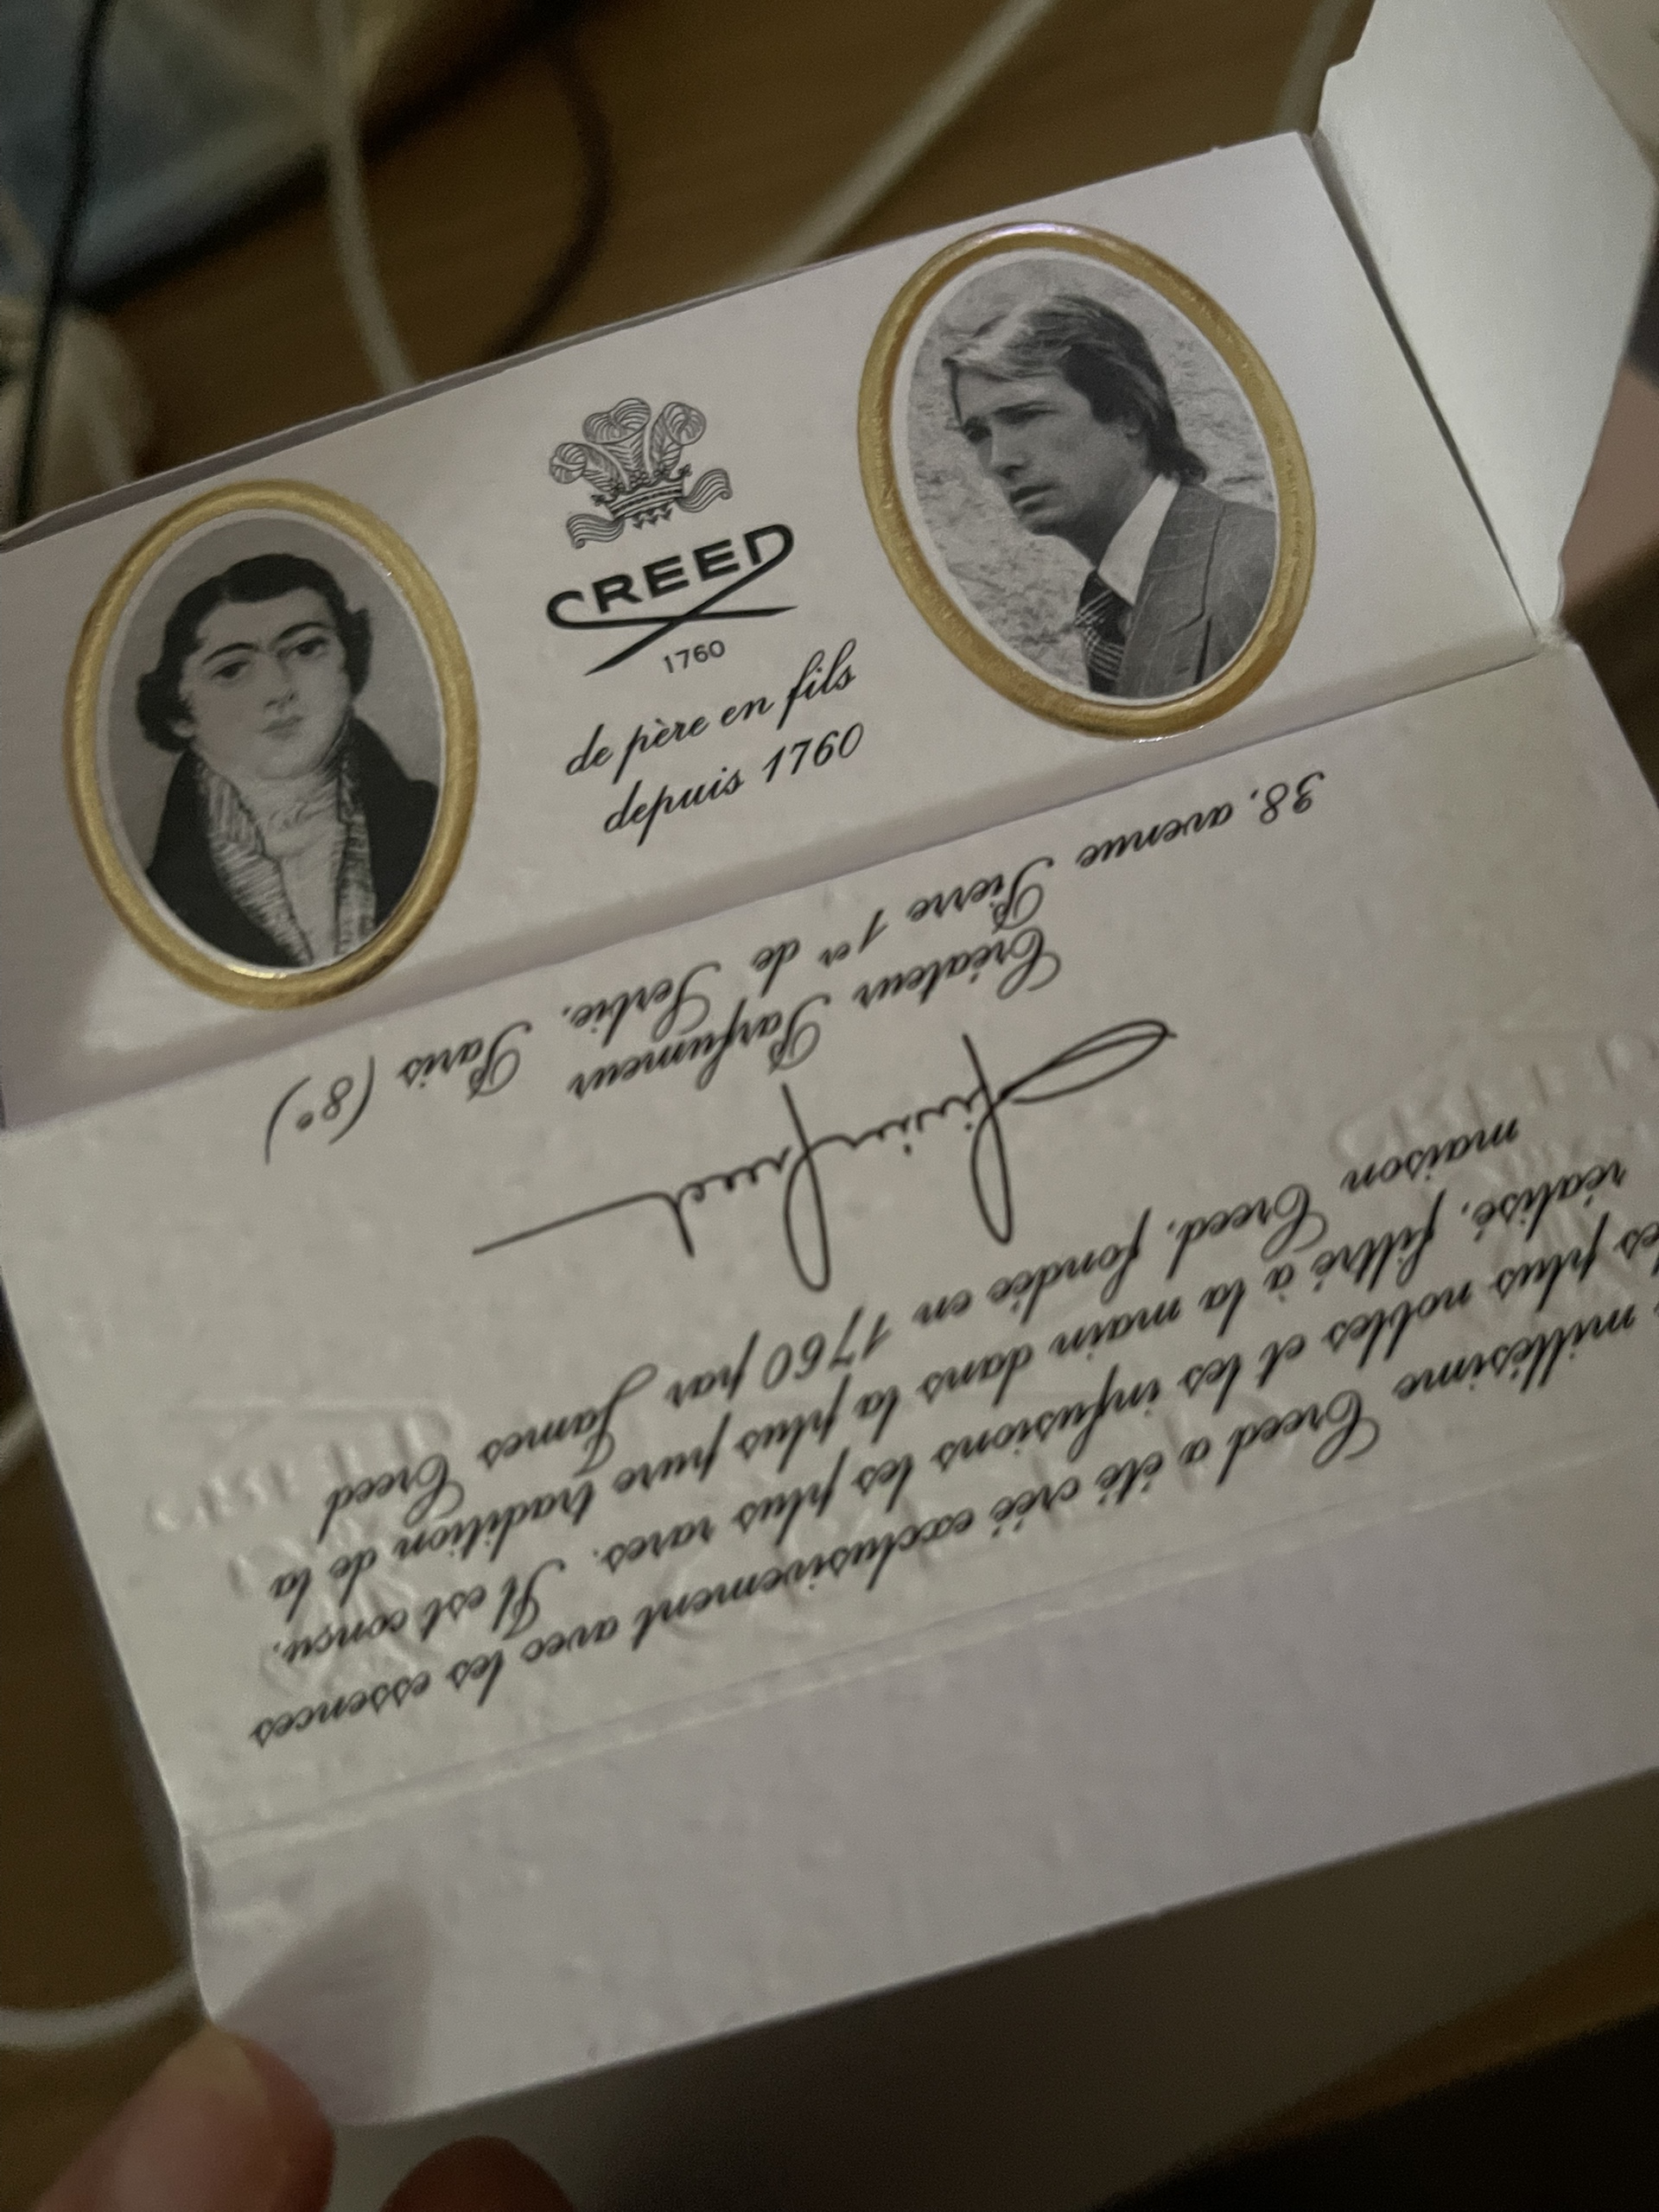 CREED
1760
de père en fils
depuis 1760
millésime Creed a été créé exclusivement avec les essences
les plus nobles et les infusions les plus rares. Il est conçu,
réalisé, filtré à la main dans la plus pure tradition de la
maison Creed, fondée en 1760 par James Creed
Créateur Parfumeur
38, avenue Pierre 1er de Serbie, Paris (8e)
CREED